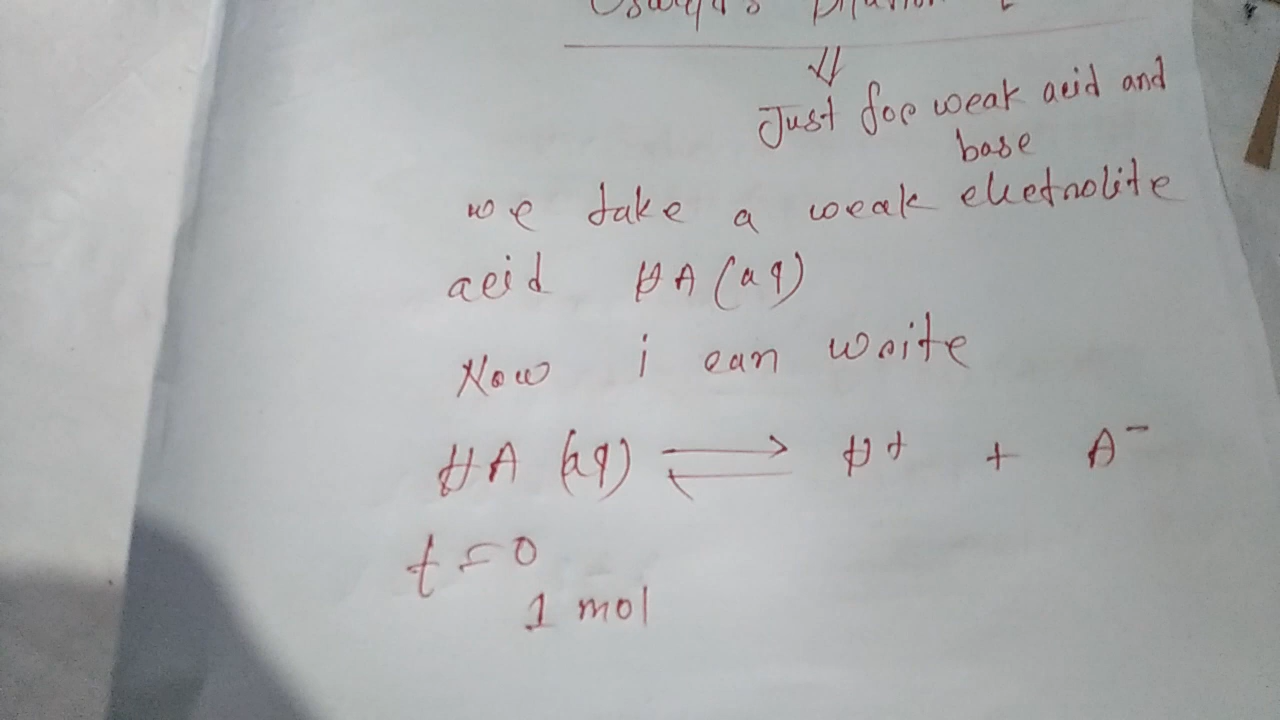 Just for weak acid and
base
we take a weak eletnolite
acid HA (aq)
Now i can write
HA (aq) ⇌ H+ + A⁻
t = 0
1 mol